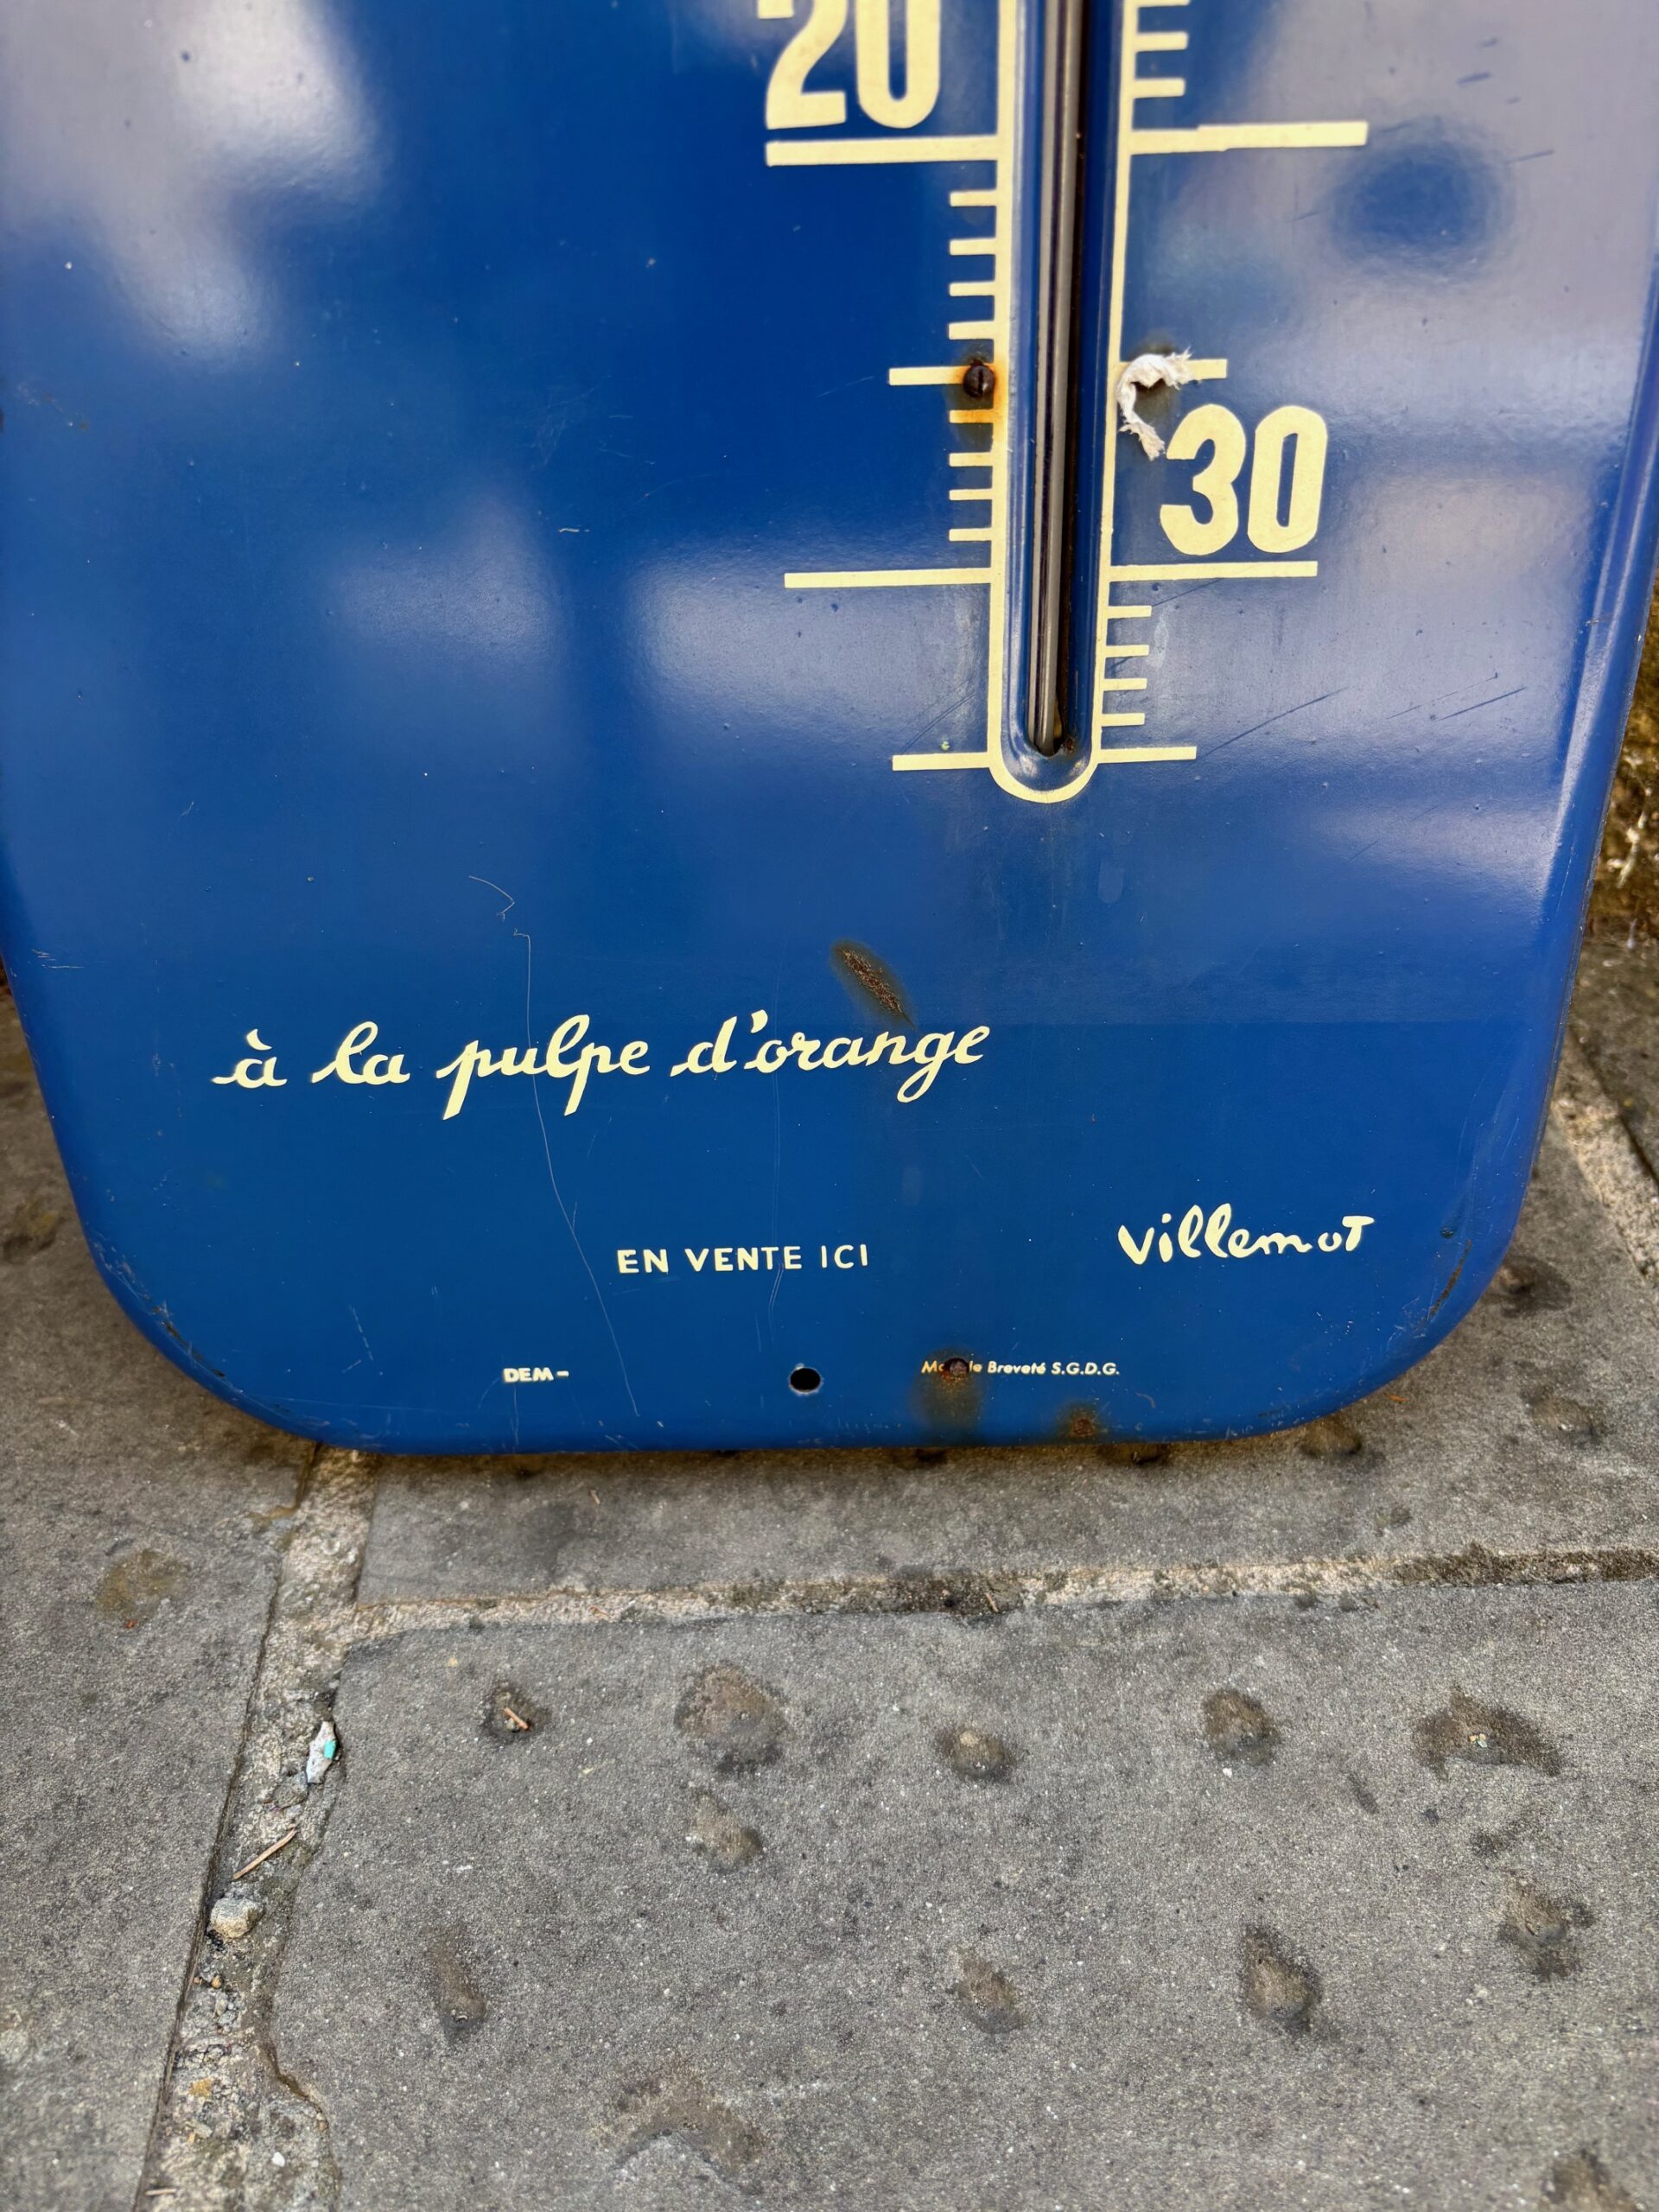 20
30
à la pulpe d'orange
villemot
EN VENTE ICI
DEM-
Breveté S.G.D.G.